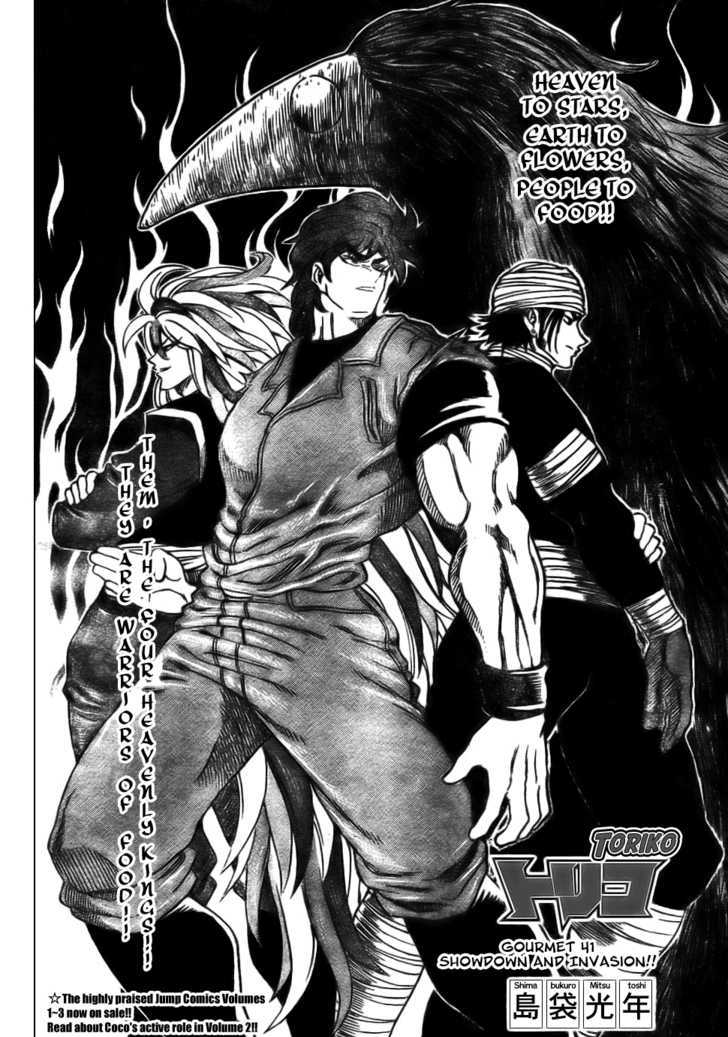 HEAVEN
TO STARS,
EARTH TO
FLOWERS,
PEOPLE TO
FOOD!!
THEM, THE FOUR HEAVENLY KINGS!!
THEY ARE WARRIORS OF FOOD!!!
TORIKO
トリコ
GOURMET 41
SHOWDOWN AND INVASION!!
Shima bukuro Mitsu toshi
島袋光年
☆The highly praised Jump Comics Volumes
1~3 now on sale!!
Read about Coco's active role in Volume 2!!